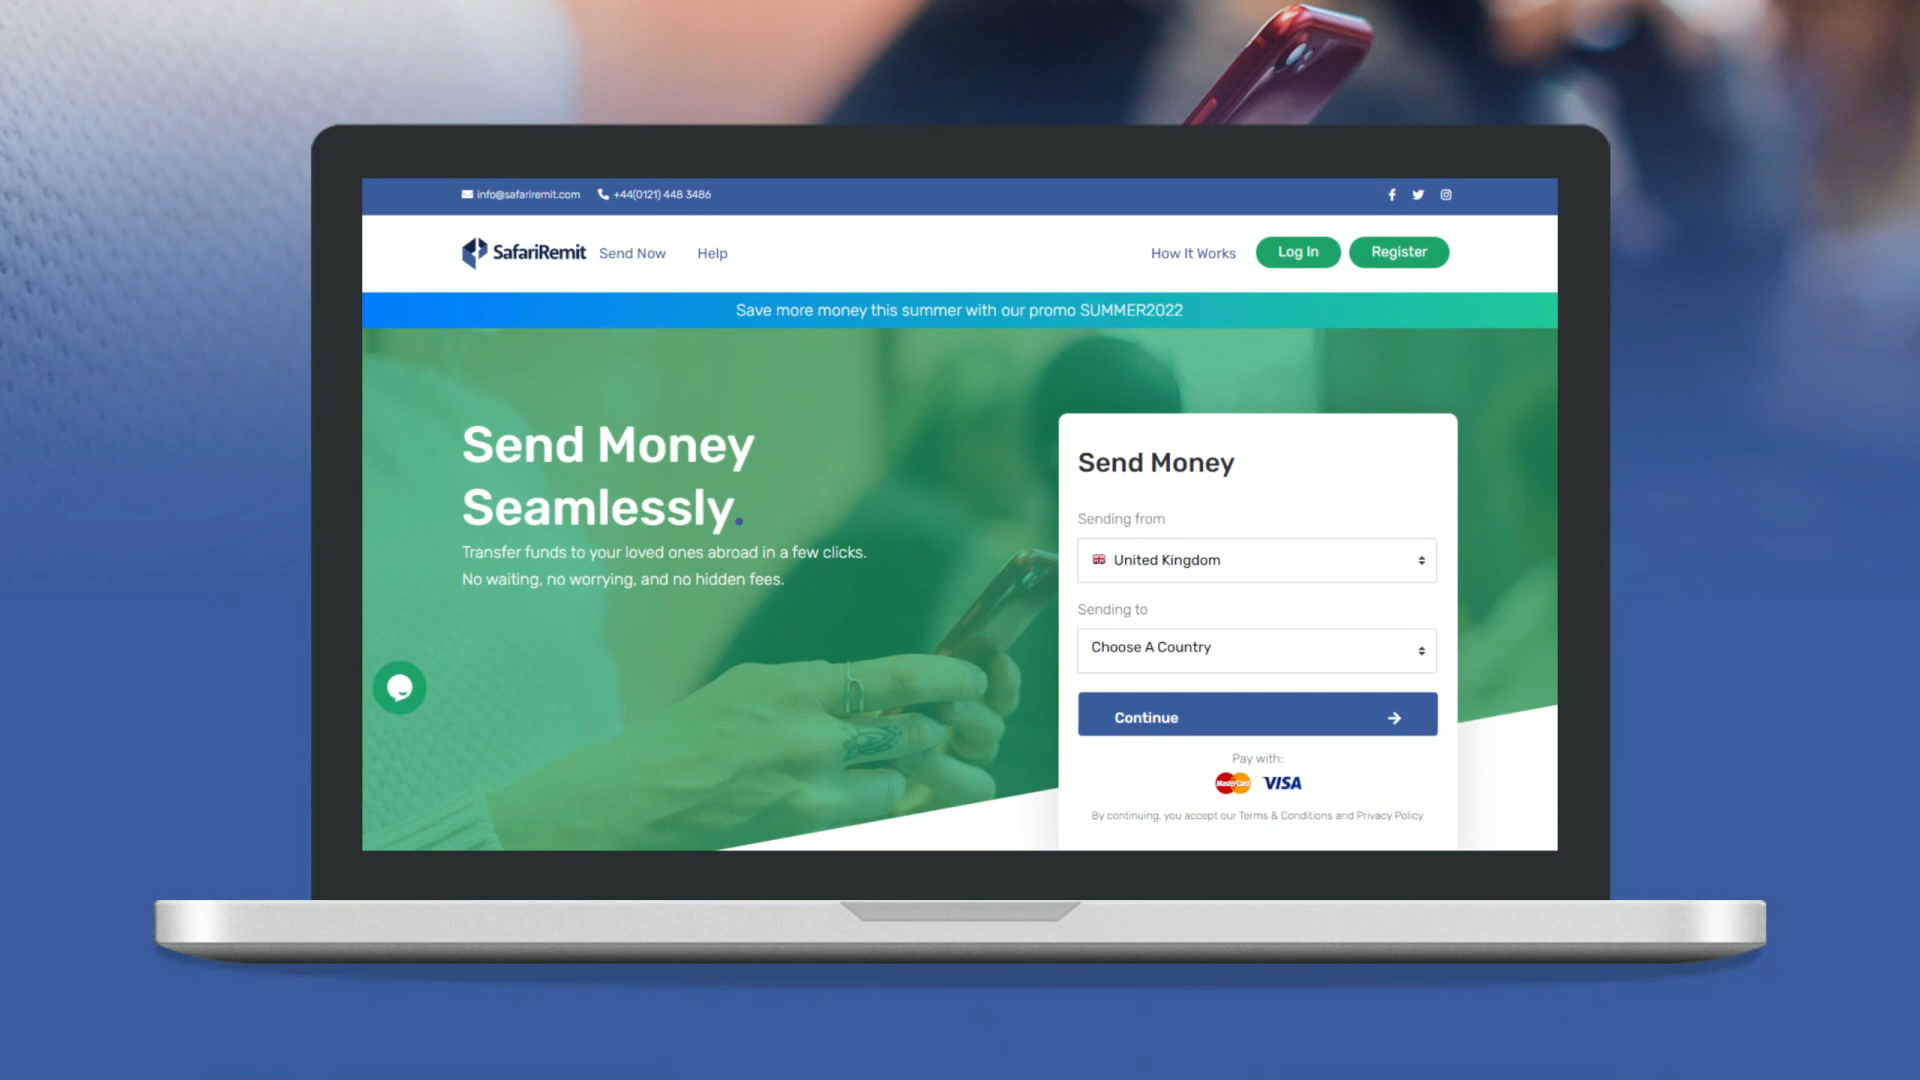 info@safariremit.com +44(0121) 448 3486
SafariRemit Send Now Help How It Works Log In Register
Save more money this summer with our promo SUMMER2022
Send Money
Seamlessly.
Transfer funds to your loved ones abroad in a few clicks.
No waiting, no worrying, and no hidden fees.
Send Money
Sending from
United Kingdom
Sending to
Choose A Country
Continue
Pay with:
MasterCard VISA
By continuing, you accept our Terms & Conditions and Privacy Policy